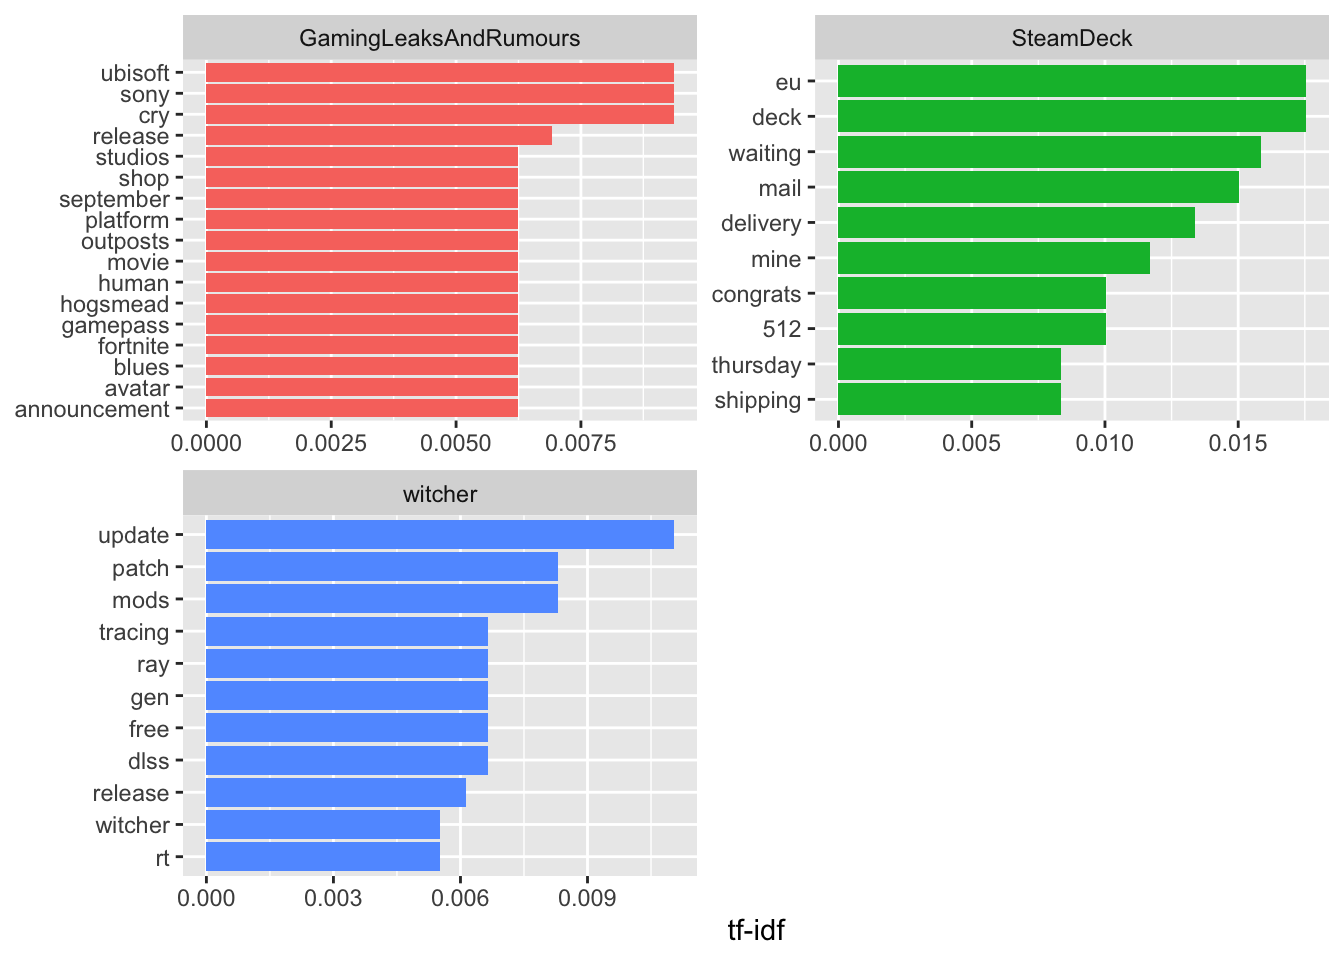 GamingLeaksAndRumours
ubisoft
sony
cry
release
studios
shop
september
platform
outposts
movie
human
hogsmead
gamepass
fortnite
blues
avatar
announcement
0.0000 0.0025 0.0050 0.0075
SteamDeck
eu
deck
waiting
mail
delivery
mine
congrats
512
thursday
shipping
0.000 0.005 0.010 0.015
witcher
update
patch
mods
tracing
ray
gen
free
dlss
release
witcher
rt
0.000 0.003 0.006 0.009
tf-idf